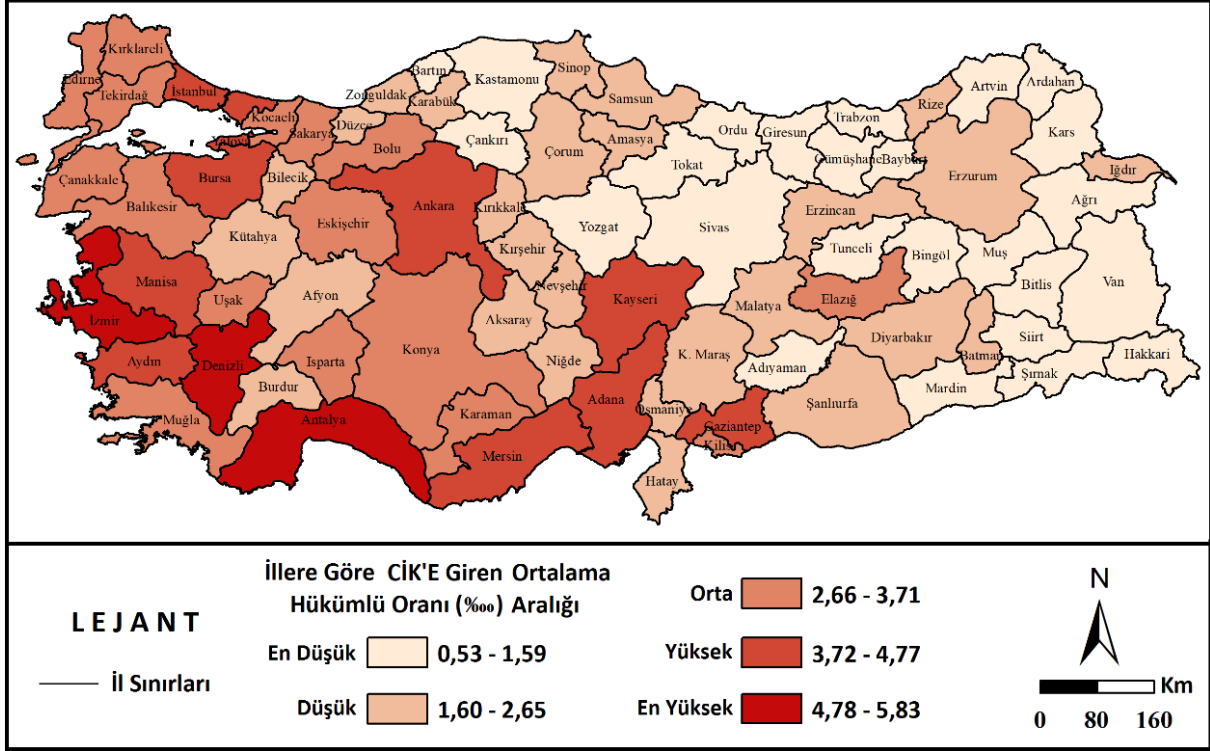 Kırklareli
Edirne
Tekirdağ
İstanbul
Kocaeli
Yalova
Sakarya
Düzce
Zonguldak
Bartın
Karabük
Kastamonu
Sinop
Samsun
Çankırı
Çorum
Amasya
Tokat
Ordu
Giresun
Trabzon
Gümüşhane
Bayburt
Rize
Artvin
Ardahan
Kars
Iğdır
Ağrı
Erzurum
Erzincan
Çanakkale
Balıkesir
Bursa
Bilecik
Bolu
Eskişehir
Ankara
Kırıkkale
Kırşehir
Yozgat
Sivas
Tunceli
Bingöl
Muş
Bitlis
Van
Kütahya
Manisa
Uşak
Afyon
İzmir
Aydın
Denizli
Isparta
Burdur
Muğla
Antalya
Konya
Aksaray
Nevşehir
Niğde
Kayseri
Karaman
Mersin
Adana
Osmaniye
Hatay
K. Maraş
Malatya
Elazığ
Adıyaman
Gaziantep
Kilis
Şanlıurfa
Diyarbakır
Batman
Mardin
Siirt
Şırnak
Hakkari
L E J A N T
İl Sınırları
İllere Göre CİK'E Giren Ortalama
Hükümlü Oranı (‱) Aralığı
En Düşük 0,53 - 1,59
Düşük 1,60 - 2,65
Orta 2,66 - 3,71
Yüksek 3,72 - 4,77
En Yüksek 4,78 - 5,83
N
Km
0 80 160